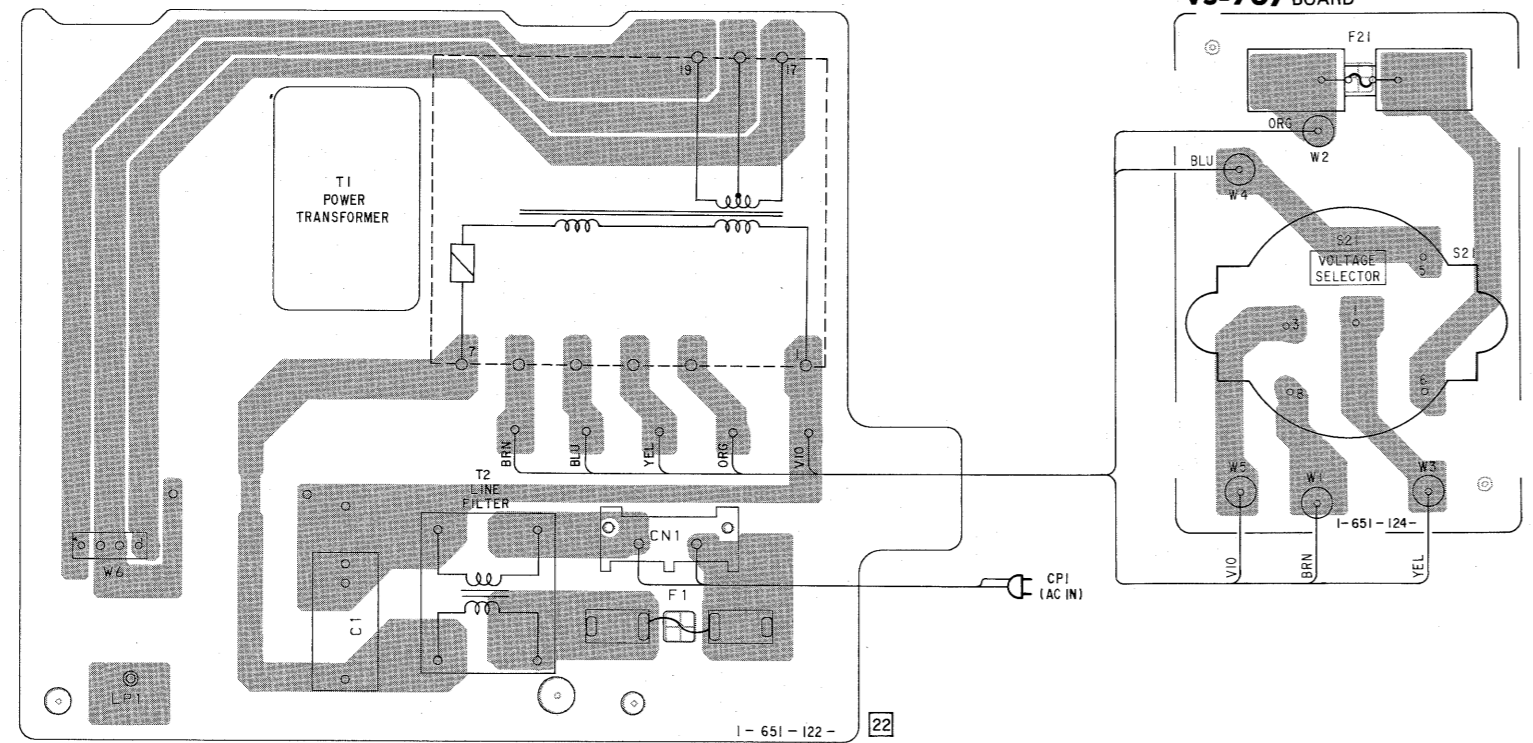 VS-767 BOARD
F21
19
17
ORG
W2
BLU
W4
T1
POWER
TRANSFORMER
S21
VOLTAGE
SELECTOR
S21
5
3
1
7
1
6
8
BRN
BLU
YEL
ORG
VIO
T2
LINE
FILTER
W5
W1
W3
1-651-124-
CN1
W6
VIO
BRN
YEL
CP1
(AC IN)
F1
C1
LP1
1-651-122-
22